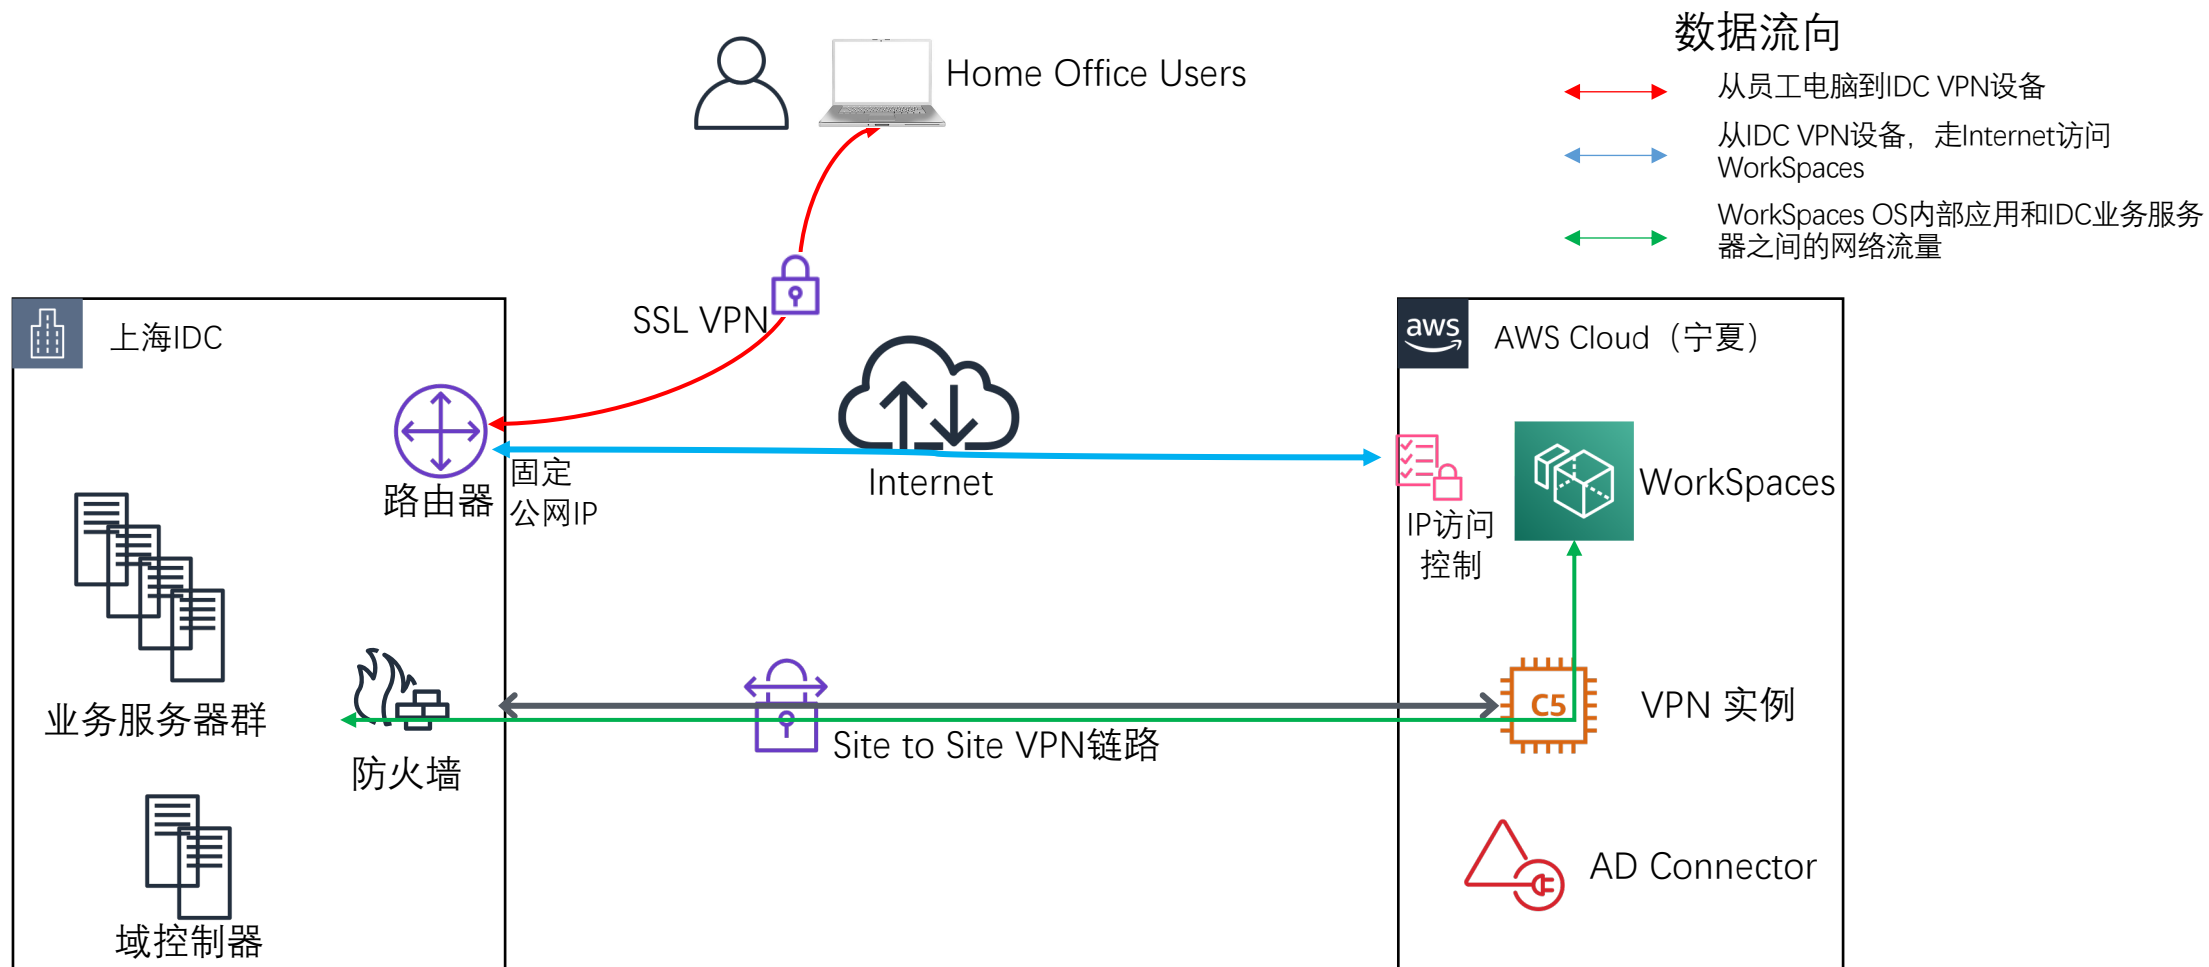 数据流向
Home Office Users
从员工电脑到IDC VPN设备
从IDC VPN设备，走Internet访问
WorkSpaces
WorkSpaces OS内部应用和IDC业务服务
器之间的网络流量
SSL VPN
上海IDC
aws
AWS Cloud（宁夏）
路由器
固定
公网IP
Internet
WorkSpaces
IP访问
控制
业务服务器群
防火墙
Site to Site VPN链路
C5
VPN 实例
AD Connector
域控制器